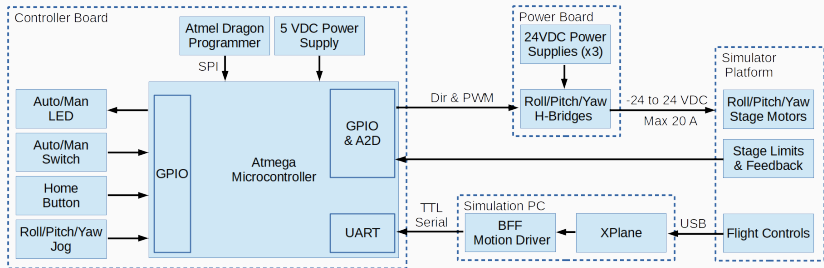 Controller Board
Atmel Dragon
Programmer
5 VDC Power
Supply
SPI
Auto/Man
LED
Auto/Man
Switch
Home
Button
Roll/Pitch/Yaw
Jog
GPIO
Atmega
Microcontroller
GPIO
& A2D
UART
Dir & PWM
Power Board
24VDC Power
Supplies (x3)
Roll/Pitch/Yaw
H-Bridges
-24 to 24 VDC
Max 20 A
Simulator
Platform
Roll/Pitch/Yaw
Stage Motors
Stage Limits
& Feedback
Flight Controls
TTL
Serial
Simulation PC
BFF
Motion Driver
XPlane
USB